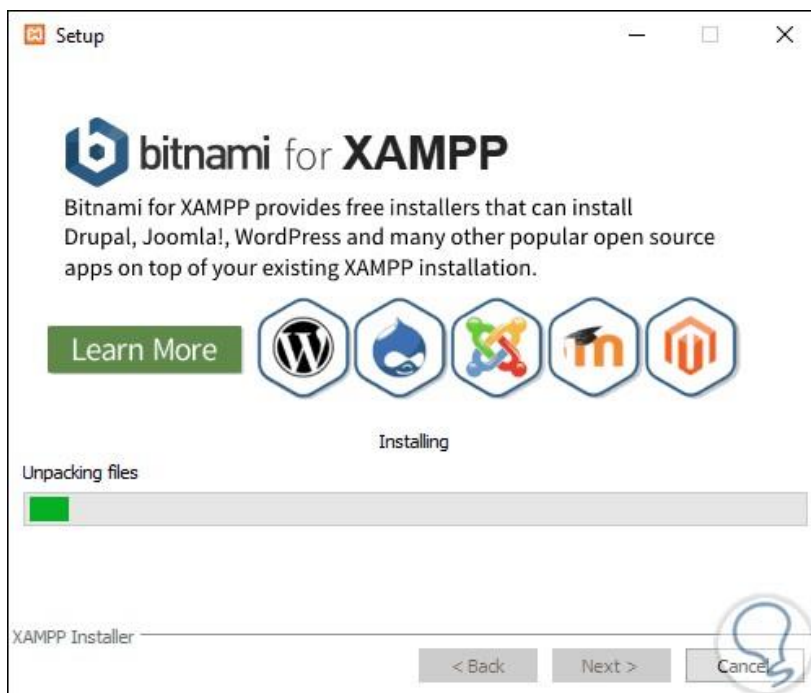 Setup
bitnami for XAMPP
Bitnami for XAMPP provides free installers that can install
Drupal, Joomla!, WordPress and many other popular open source
apps on top of your existing XAMPP installation.
Learn More
Installing
Unpacking files
XAMPP Installer
< Back Next > Cancel